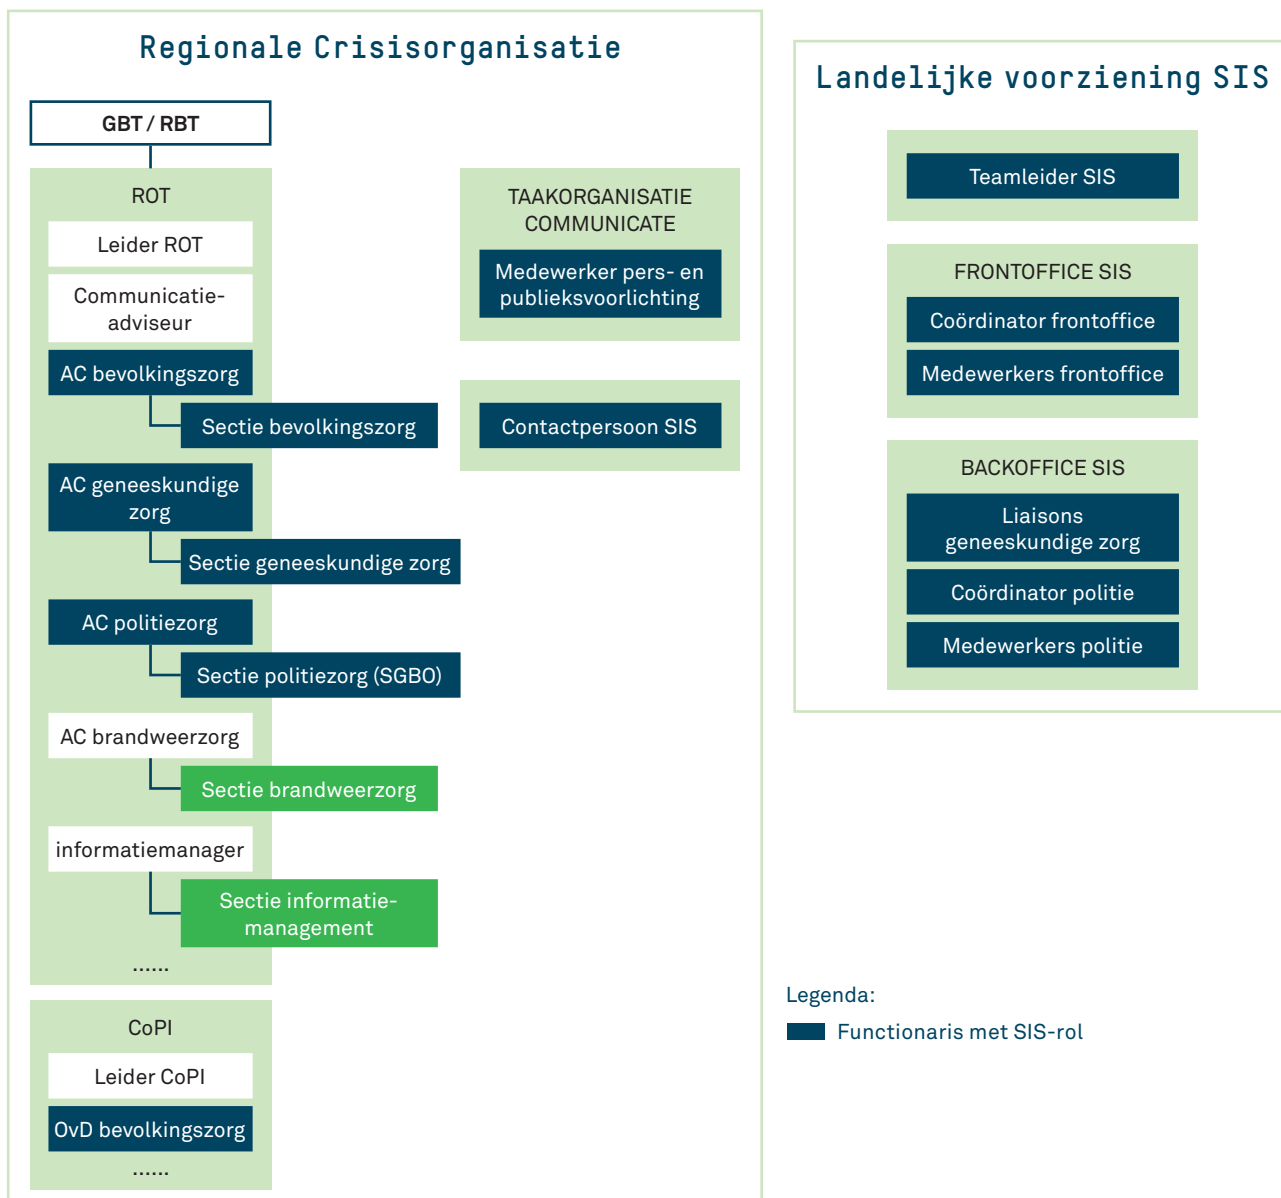 Regionale Crisisorganisatie
GBT / RBT
ROT
Leider ROT
Communicatie-
adviseur
AC bevolkingszorg
Sectie bevolkingszorg
AC geneeskundige
zorg
Sectie geneeskundige zorg
AC politiezorg
Sectie politiezorg (SGBO)
AC brandweerzorg
Sectie brandweerzorg
informatiemanager
Sectie informatie-
management
......
CoPI
Leider CoPI
OvD bevolkingszorg
......
TAAKORGANISATIE
COMMUNICATE
Medewerker pers- en
publieksvoorlichting
Contactpersoon SIS
Landelijke voorziening SIS
Teamleider SIS
FRONTOFFICE SIS
Coördinator frontoffice
Medewerkers frontoffice
BACKOFFICE SIS
Liaisons
geneeskundige zorg
Coördinator politie
Medewerkers politie
Legenda:
Functionaris met SIS-rol